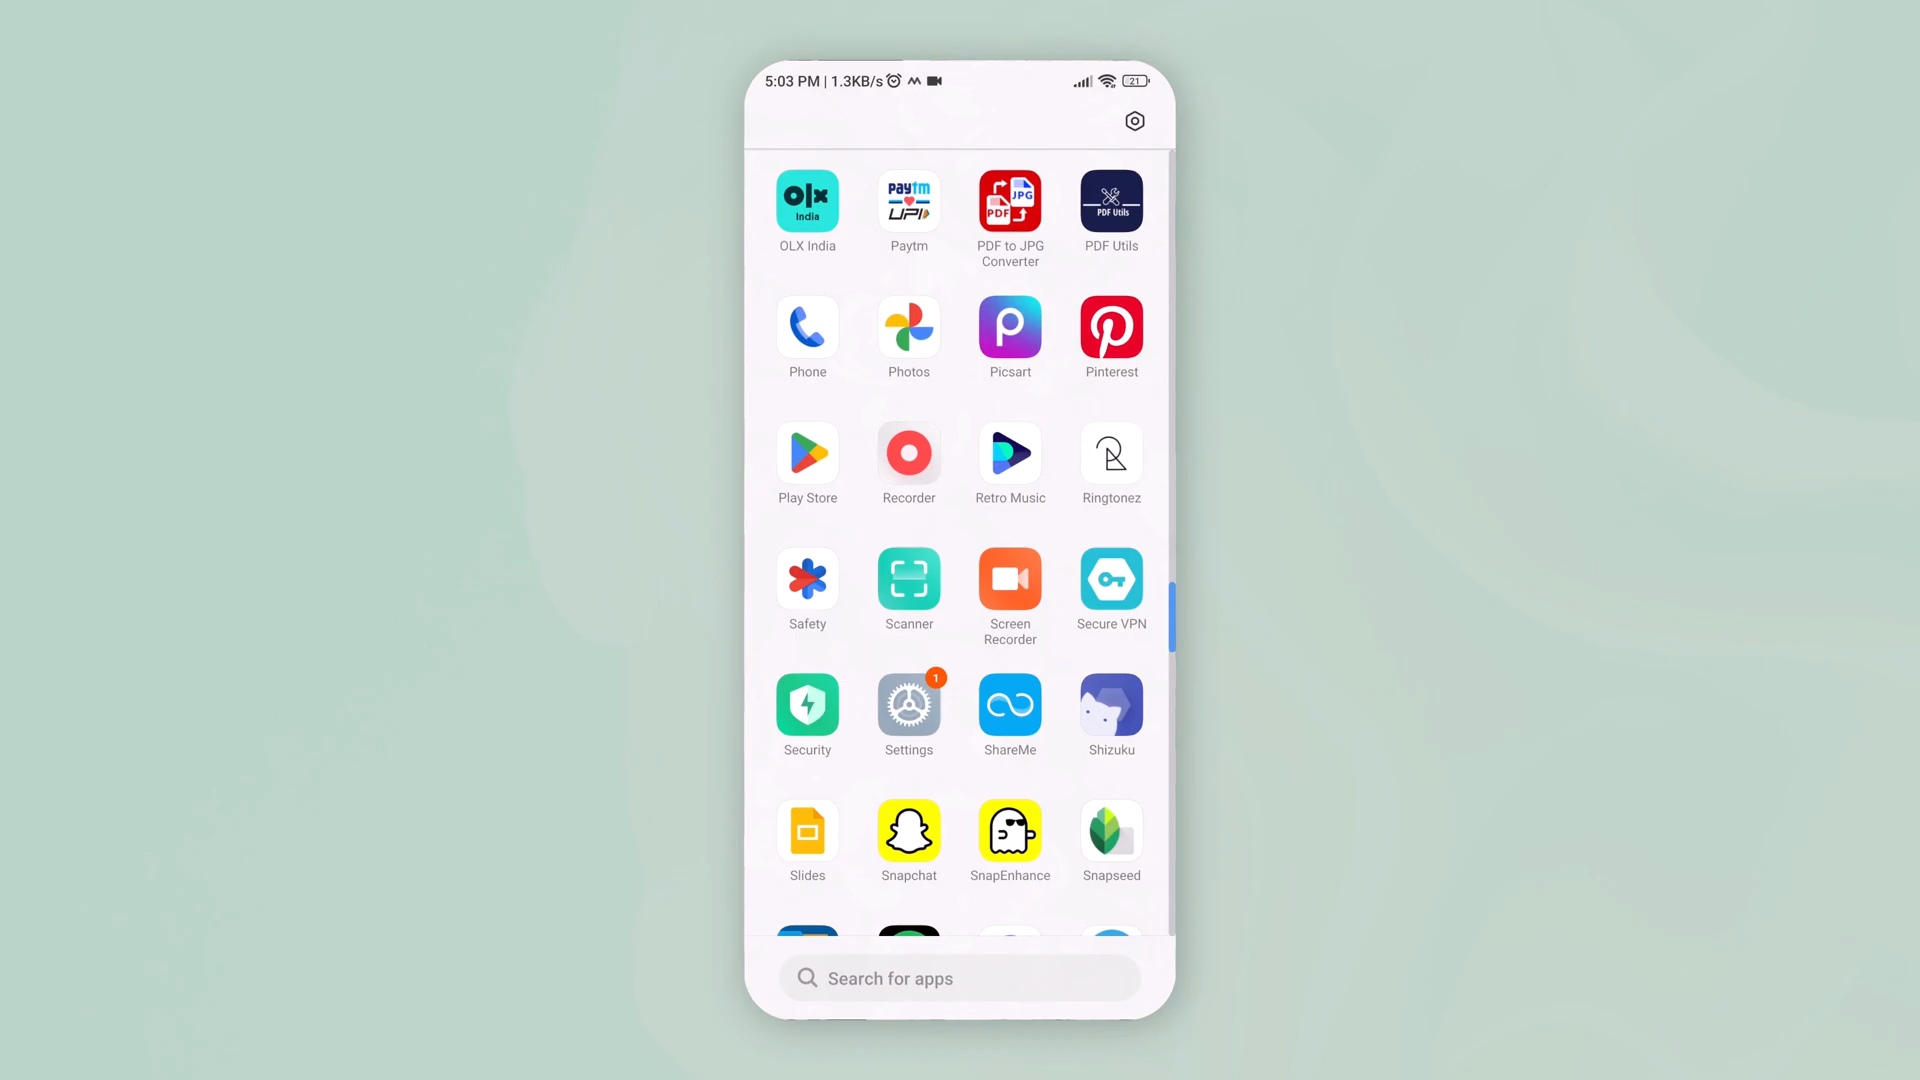 5:03 PM | 1.3KB/s
21
olx
India
paytm
UPI
JPG
PDF
PDF Utils
OLX India
Paytm
PDF to JPG
Converter
PDF Utils
Phone
Photos
Picsart
Pinterest
Play Store
Recorder
Retro Music
Ringtonez
Safety
Scanner
Screen
Recorder
Secure VPN
1
Security
Settings
ShareMe
Shizuku
Slides
Snapchat
SnapEnhance
Snapseed
Search for apps